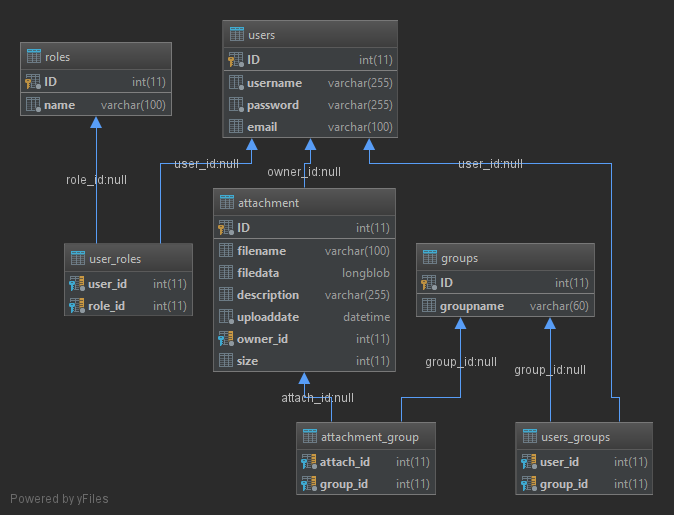 users
ID int(11)
username varchar(255)
password varchar(255)
email varchar(100)
roles
ID int(11)
name varchar(100)
user_id:null
owner_id:null
user_id:null
role_id:null
attachment
ID int(11)
filename varchar(100)
filedata longblob
description varchar(255)
uploaddate datetime
owner_id int(11)
size int(11)
user_roles
user_id int(11)
role_id int(11)
groups
ID int(11)
groupname varchar(60)
group_id:null
group_id:null
attach_id:null
attachment_group
attach_id int(11)
group_id int(11)
users_groups
user_id int(11)
group_id int(11)
Powered by yFiles